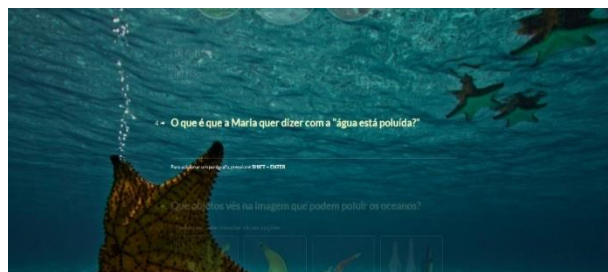 4 O que é que a Maria quer dizer com a "água está poluída?"
Para adicionar um parágrafo, pressione SHIFT + ENTER
Que objetos vês na imagem que podem poluir os oceanos?